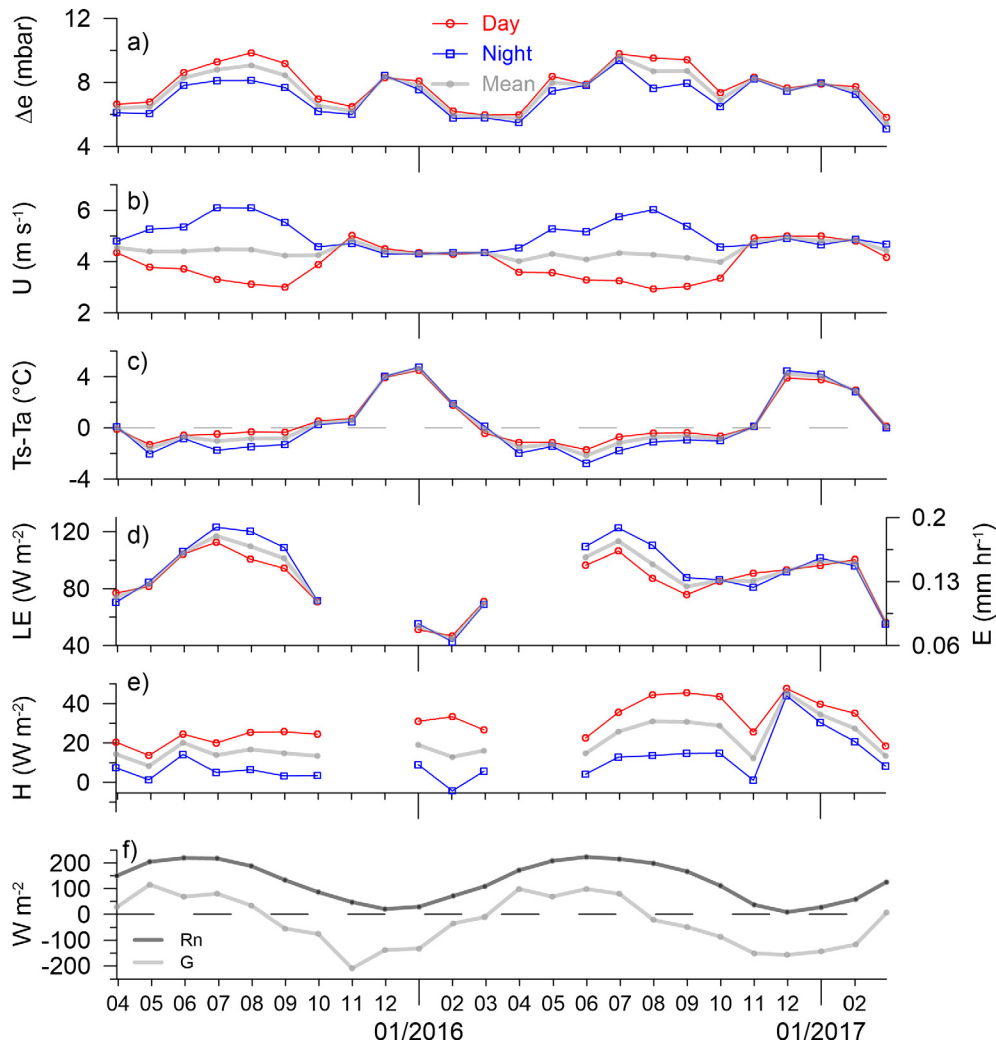 12
8
4
Δe (mbar)
a)
Day
Night
Mean
6
4
2
U (m s-1)
b)
4
0
-4
Ts-Ta (°C)
c)
120
80
40
LE (W m-2)
d)
0.2
0.13
0.06
E (mm hr-1)
40
20
0
H (W m-2)
e)
200
100
0
-100
-200
W m-2
f)
Rn
G
04 05 06 07 08 09 10 11 12 02 03 04 05 06 07 08 09 10 11 12 02
01/2016 01/2017